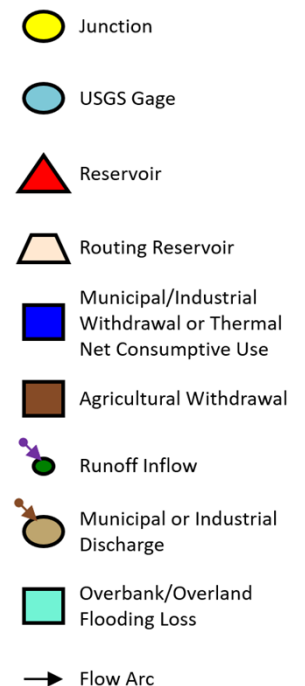 Junction
USGS Gage
Reservoir
Routing Reservoir
Municipal/Industrial
Withdrawal or Thermal
Net Consumptive Use
Agricultural Withdrawal
Runoff Inflow
Municipal or Industrial
Discharge
Overbank/Overland
Flooding Loss
Flow Arc